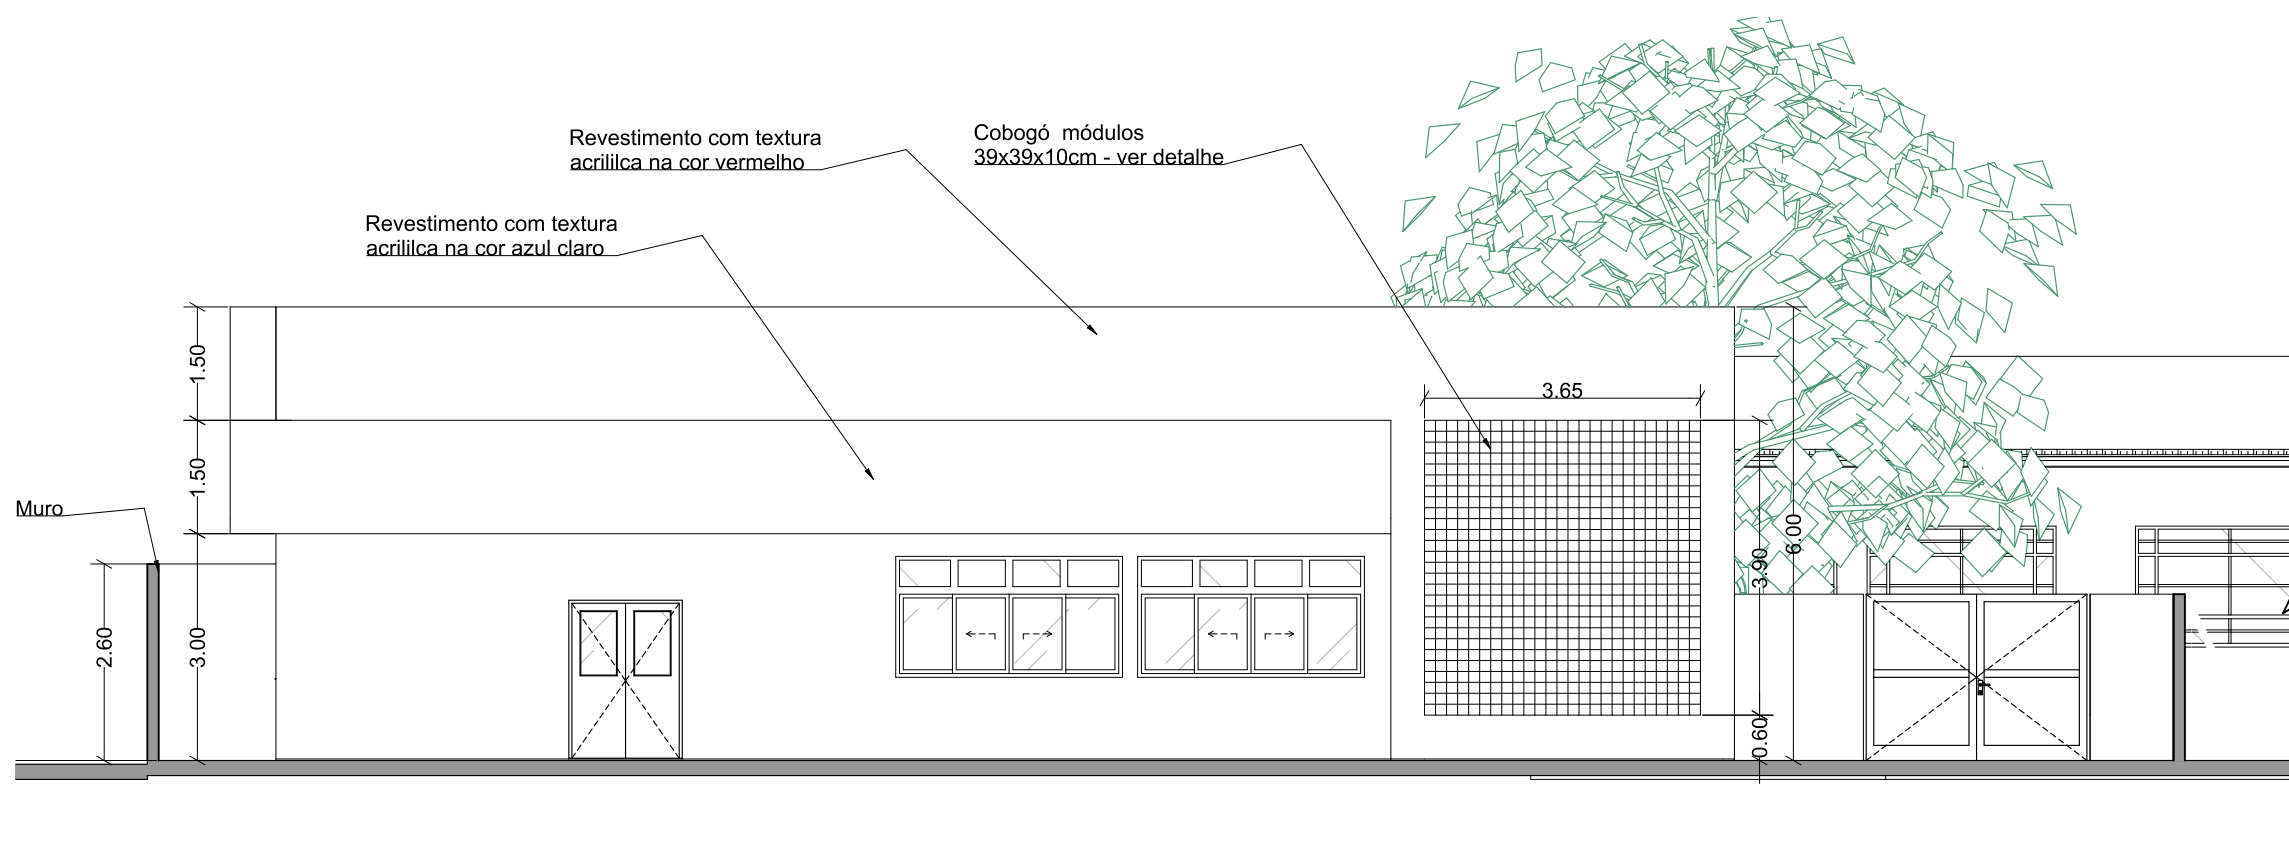 Revestimento com textura
acrililca na cor vermelho
Cobogó módulos
39x39x10cm - ver detalhe
Revestimento com textura
acrililca na cor azul claro
1.50
3.65
1.50
Muro
6.00
3.90
2.60
3.00
0.60